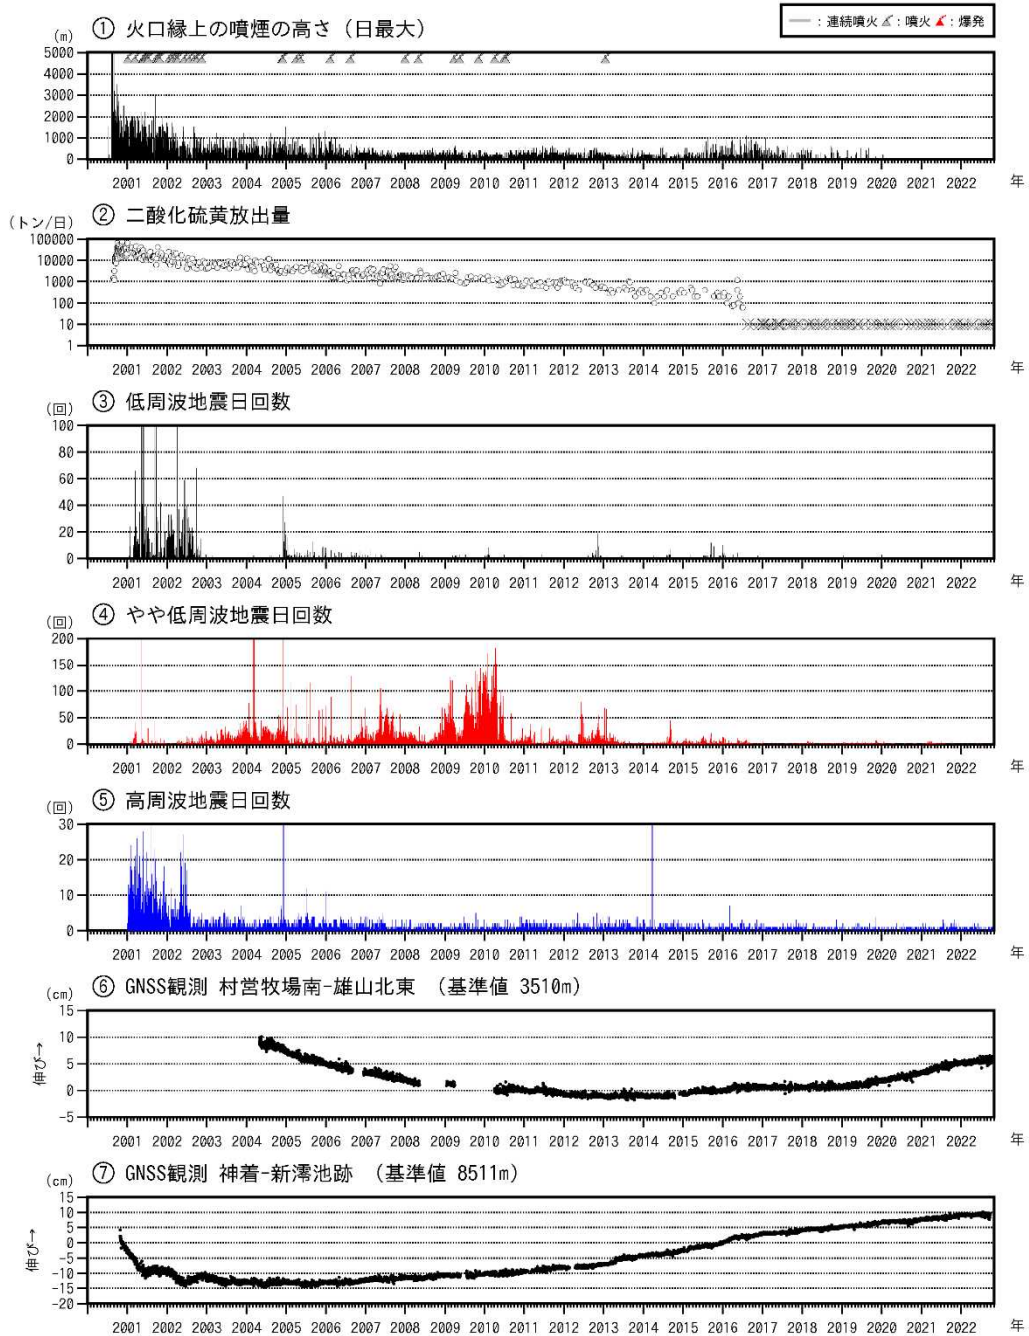 ━ : 連続噴火 : 噴火 : 爆発
① 火口縁上の噴煙の高さ（日最大）
(m)
5000
4000
3000
2000
1000
0
2001 2002 2003 2004 2005 2006 2007 2008 2009 2010 2011 2012 2013 2014 2015 2016 2017 2018 2019 2020 2021 2022 年
② 二酸化硫黄放出量
(トン/日)
100000
10000
1000
100
10
1
2001 2002 2003 2004 2005 2006 2007 2008 2009 2010 2011 2012 2013 2014 2015 2016 2017 2018 2019 2020 2021 2022 年
③ 低周波地震日回数
(回)
100
80
60
40
20
0
2001 2002 2003 2004 2005 2006 2007 2008 2009 2010 2011 2012 2013 2014 2015 2016 2017 2018 2019 2020 2021 2022 年
④ やや低周波地震日回数
(回)
200
150
100
50
0
2001 2002 2003 2004 2005 2006 2007 2008 2009 2010 2011 2012 2013 2014 2015 2016 2017 2018 2019 2020 2021 2022 年
⑤ 高周波地震日回数
(回)
30
20
10
0
2001 2002 2003 2004 2005 2006 2007 2008 2009 2010 2011 2012 2013 2014 2015 2016 2017 2018 2019 2020 2021 2022 年
⑥ GNSS観測 村営牧場南-雄山北東 （基準値 3510m）
(cm)
15
10
5
0
-5
伸び→
2001 2002 2003 2004 2005 2006 2007 2008 2009 2010 2011 2012 2013 2014 2015 2016 2017 2018 2019 2020 2021 2022 年
⑦ GNSS観測 神着-新澪池跡 （基準値 8511m）
(cm)
15
10
5
0
-5
-10
-15
-20
伸び→
2001 2002 2003 2004 2005 2006 2007 2008 2009 2010 2011 2012 2013 2014 2015 2016 2017 2018 2019 2020 2021 2022 年